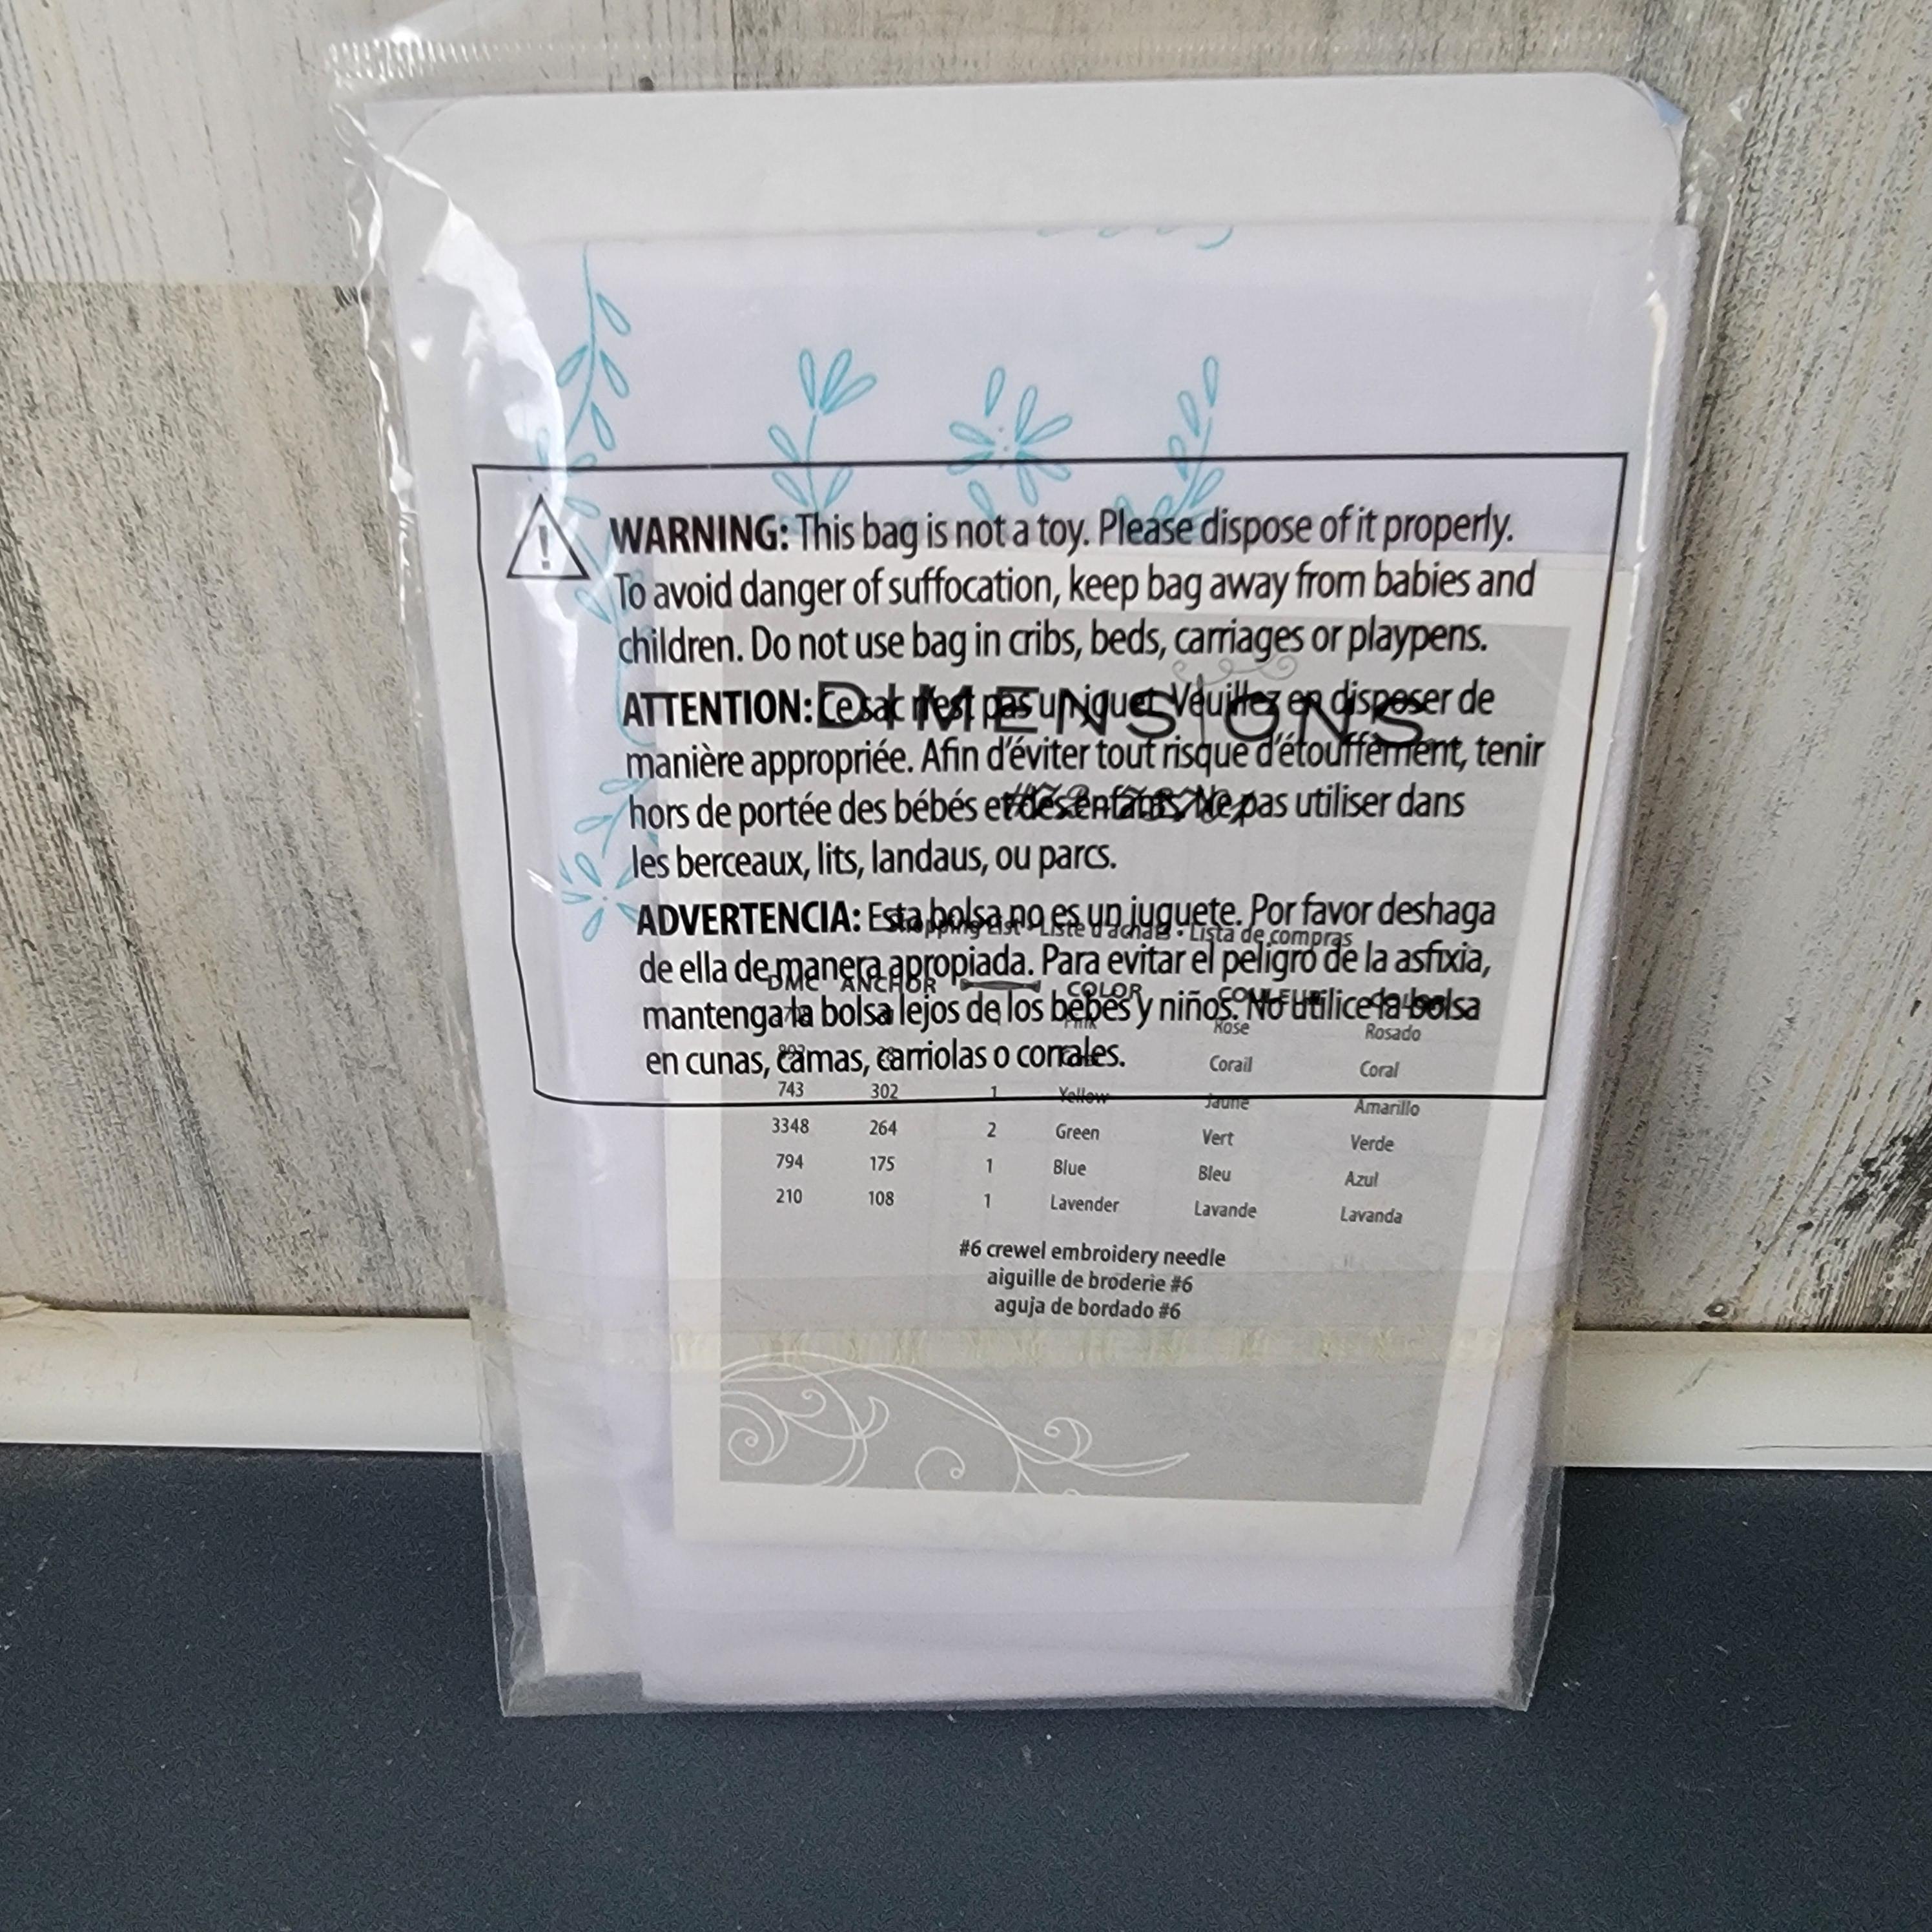 WARNING: This bag is not a toy. Please dispose of it properly.
To avoid danger of suffocation, keep bag away from babies and
children. Do not use bag in cribs, beds, carriages or playpens.
ATTENTION: Ce sac n'est pas un jouet. Veuillez en disposer de
manière appropriée. Afin d'éviter tout risque d'étouffement, tenir
hors de portée des bébés et des enfants. Ne pas utiliser dans
les berceaux, lits, landaus, ou parcs.
ADVERTENCIA: Esta bolsa no es un juguete. Por favor deshaga
de ella de manera apropiada. Para evitar el peligro de la asfixia,
mantenga la bolsa lejos de los bebés y niños. No utilice la bolsa
en cunas, camas, carriolas o corrales.
DIMENSIONS
Shopping List • Liste d'achats • Lista de compras
DMC ANCHOR COLOR COULEUR COLOR
1 Pink Rose Rosado
Corail Coral
743 302 1 Yellow Jaune Amarillo
3348 264 2 Green Vert Verde
794 175 1 Blue Bleu Azul
210 108 1 Lavender Lavande Lavanda
#6 crewel embroidery needle
aiguille de broderie #6
aguja de bordado #6